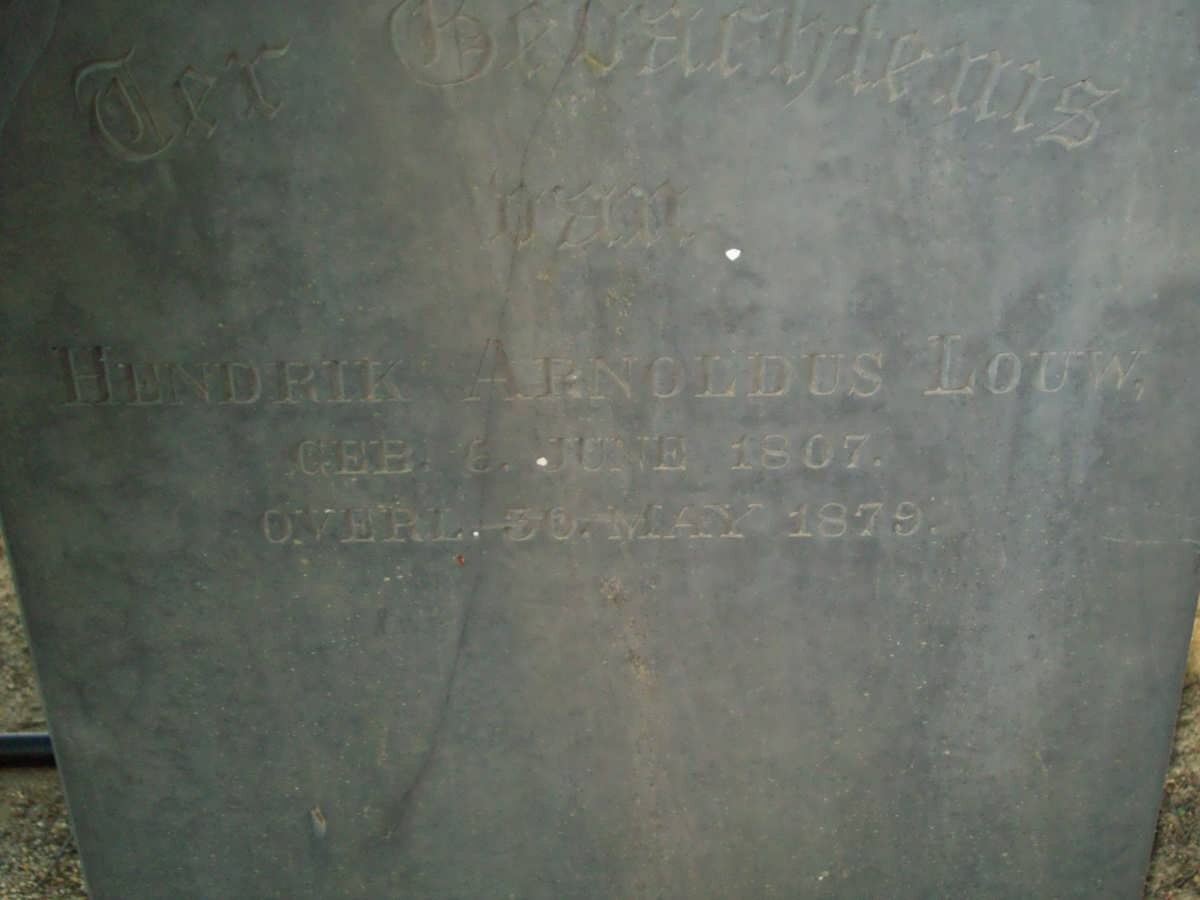 Ter Gedachtenis
van
HENDRIK ARNOLDUS LOUW,
GEB. 6. JUNE 1807.
OVERL. 30. MAY 1879.